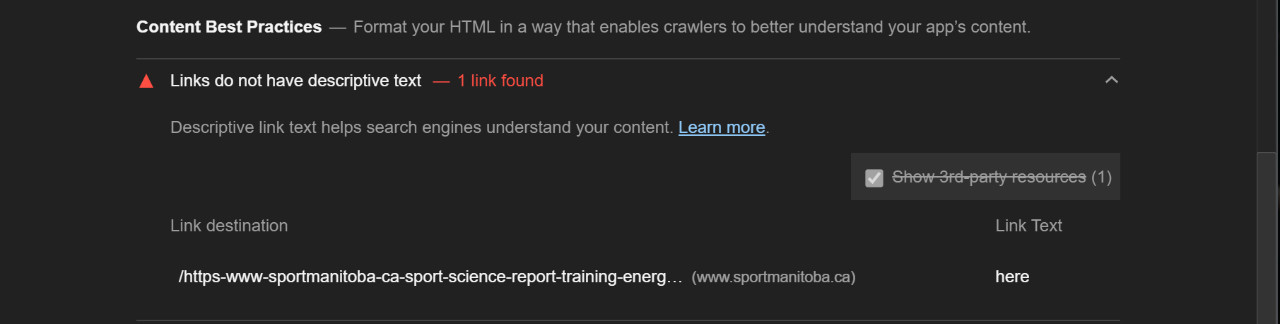 Content Best Practices — Format your HTML in a way that enables crawlers to better understand your app's content.
Links do not have descriptive text — 1 link found
Descriptive link text helps search engines understand your content. Learn more.
Show 3rd-party resources (1)
Link destination Link Text
/https-www-sportmanitoba-ca-sport-science-report-training-energ… (www.sportmanitoba.ca) here